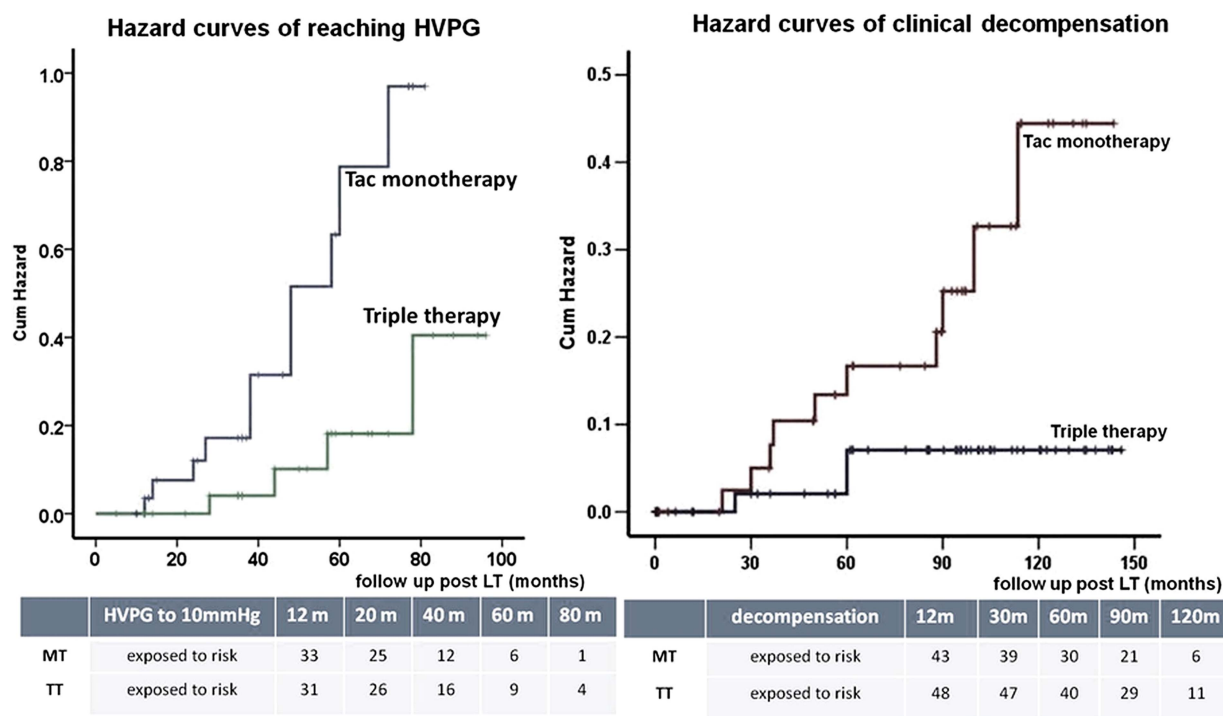 Hazard curves of reaching HVPG
1.0
0.8
0.6
0.4
0.2
0.0
Cum Hazard
Tac monotherapy
Triple therapy
0 20 40 60 80 100
follow up post LT (months)
HVPG to 10mmHg 12 m 20 m 40 m 60 m 80 m
MT exposed to risk 33 25 12 6 1
TT exposed to risk 31 26 16 9 4
Hazard curves of clinical decompensation
0.5
0.4
0.3
0.2
0.1
0.0
Cum Hazard
Tac monotherapy
Triple therapy
0 30 60 90 120 150
follow up post LT (months)
decompensation 12m 30m 60m 90m 120m
MT exposed to risk 43 39 30 21 6
TT exposed to risk 48 47 40 29 11